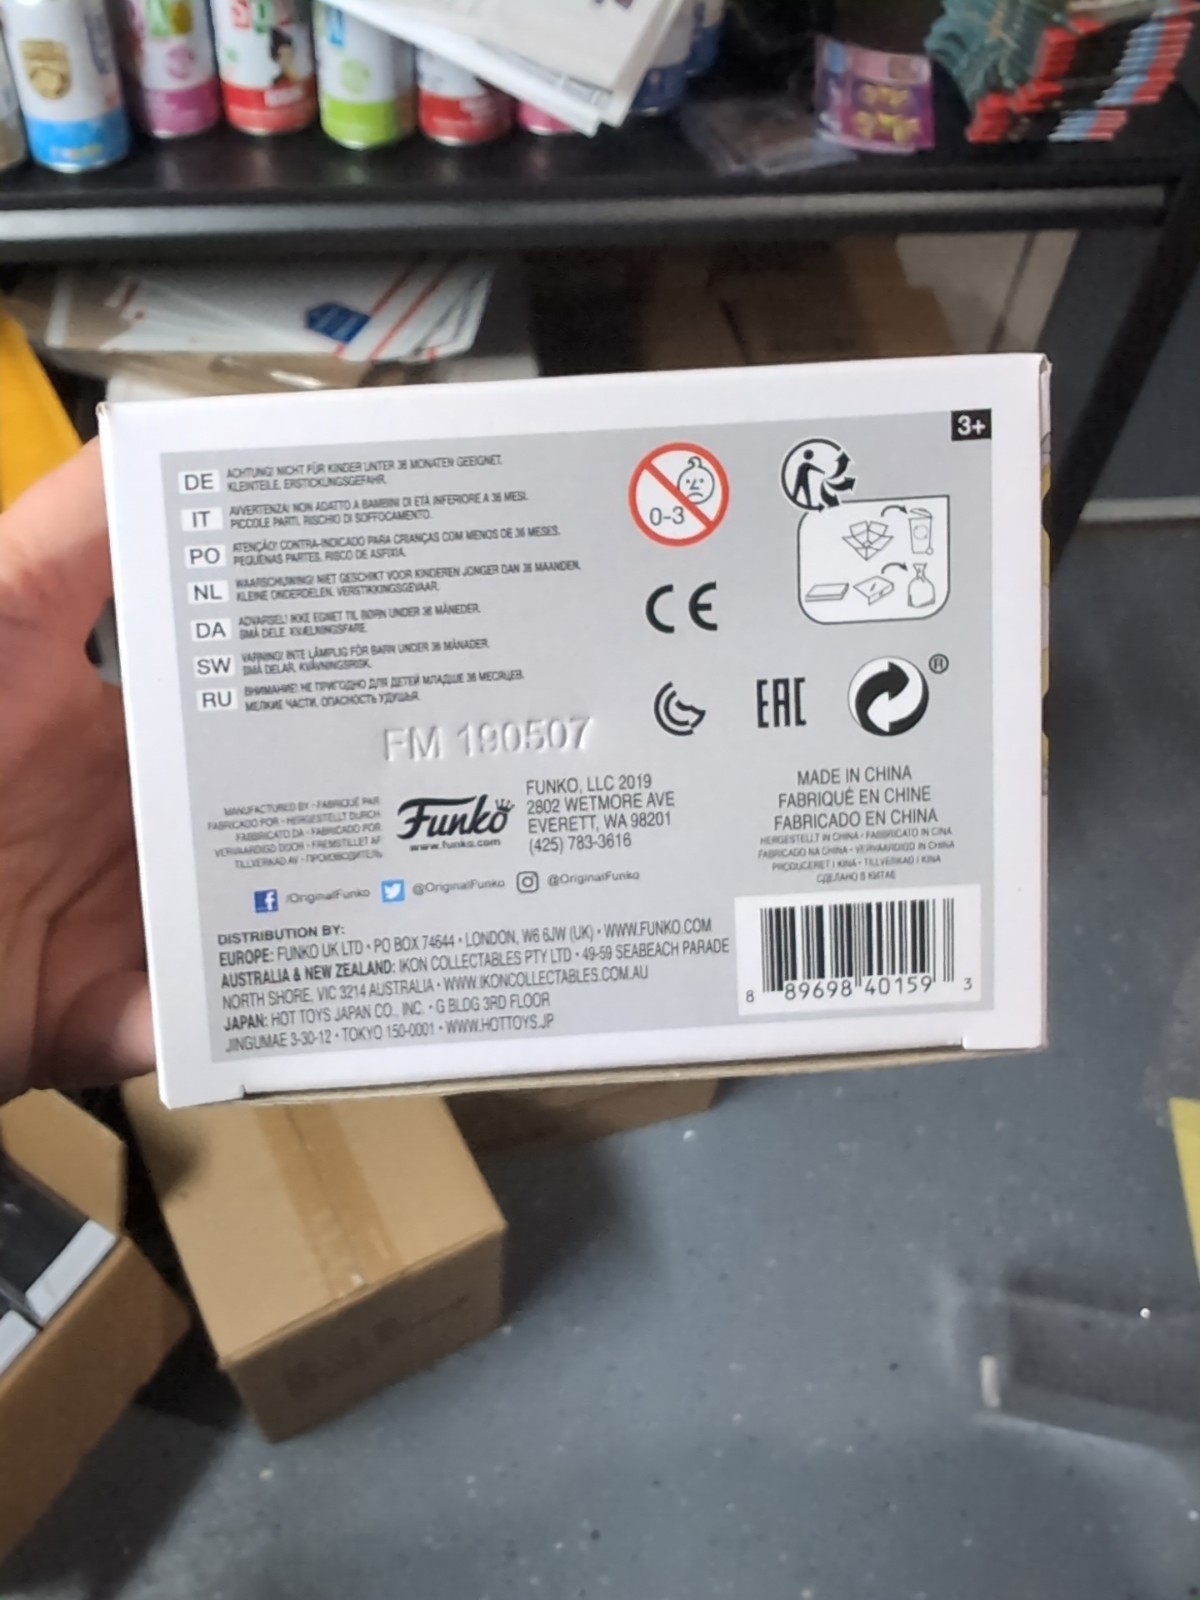 3+
DE
ACHTUNG! NICHT FÜR KINDER UNTER 36 MONATEN GEEIGNET.
KLEINTEILE. ERSTICKUNGSGEFAHR.
IT
AVVERTENZA! NON ADATTO A BAMBINI DI ETÀ INFERIORE A 36 MESI.
PICCOLE PARTI. RISCHIO DI SOFFOCAMENTO.
PO
ATENÇÃO! CONTRA-INDICADO PARA CRIANÇAS COM MENOS DE 36 MESES.
PEQUENAS PARTES. RISCO DE ASFIXIA.
NL
WAARSCHUWING! NIET GESCHIKT VOOR KINDEREN JONGER DAN 36 MAANDEN.
KLEINE ONDERDELEN. VERSTIKKINGSGEVAAR.
DA
ADVARSEL! IKKE EGNET TIL BØRN UNDER 36 MÅNEDER.
SMÅ DELE. KVÆLNINGSFARE.
SW
VARNING! INTE LÄMPLIG FÖR BARN UNDER 36 MÅNADER.
SMÅ DELAR. KVÄVNINGSRISK.
RU
ВНИМАНИЕ! НЕ ПРИГОДНО ДЛЯ ДЕТЕЙ МЛАДШЕ 36 МЕСЯЦЕВ.
МЕЛКИЕ ЧАСТИ. ОПАСНОСТЬ УДУШЬЯ.
0-3
CE
EAC
®
FM 190507
MANUFACTURED BY • FABRIQUÉ PAR
FABRICADO POR • HERGESTELLT DURCH
FABBRICATO DA • FABRICADO POR
VERVAARDIGD DOOR • FREMSTILLET AF
TILLVERKAD AV • ПРОИЗВОДИТЕЛЬ
Funko
www.funko.com
FUNKO, LLC 2019
2802 WETMORE AVE
EVERETT, WA 98201
(425) 783-3616
MADE IN CHINA
FABRIQUÉ EN CHINE
FABRICADO EN CHINA
HERGESTELLT IN CHINA • FABBRICATO IN CINA
FABRICADO NA CHINA • VERVAARDIGD IN CHINA
PRODUCERET I KINA • TILLVERKAD I KINA
СДЕЛАНО В КИТАЕ
f /OriginalFunko @OriginalFunko @OriginalFunko
DISTRIBUTION BY:
EUROPE: FUNKO UK LTD • PO BOX 74644 • LONDON, W6 6JW (UK) • WWW.FUNKO.COM
AUSTRALIA & NEW ZEALAND: IKON COLLECTABLES PTY LTD • 49-59 SEABEACH PARADE
NORTH SHORE, VIC 3214 AUSTRALIA • WWW.IKONCOLLECTABLES.COM.AU
JAPAN: HOT TOYS JAPAN CO., INC. • G BLDG 3RD FLOOR
JINGUMAE 3-30-12 • TOKYO 150-0001 • WWW.HOTTOYS.JP
8 89698 40159 3